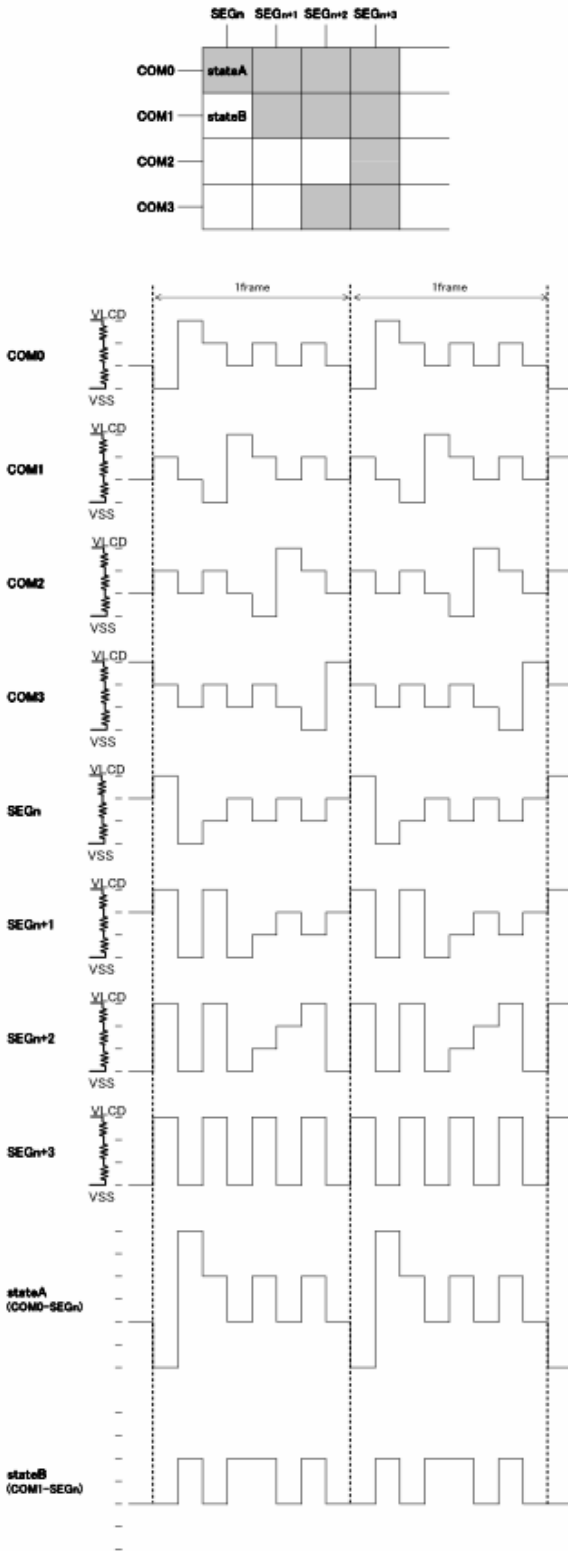 SEGn SEGn+1 SEGn+2 SEGn+3
COM0 stateA
COM1 stateB
COM2
COM3
1frame 1frame
VLCD
COM0
VSS
VLCD
COM1
VSS
VLCD
COM2
VSS
VLCD
COM3
VSS
VLCD
SEGn
VSS
VLCD
SEGn+1
VSS
VLCD
SEGn+2
VSS
VLCD
SEGn+3
VSS
stateA
(COM0-SEGn)
stateB
(COM1-SEGn)